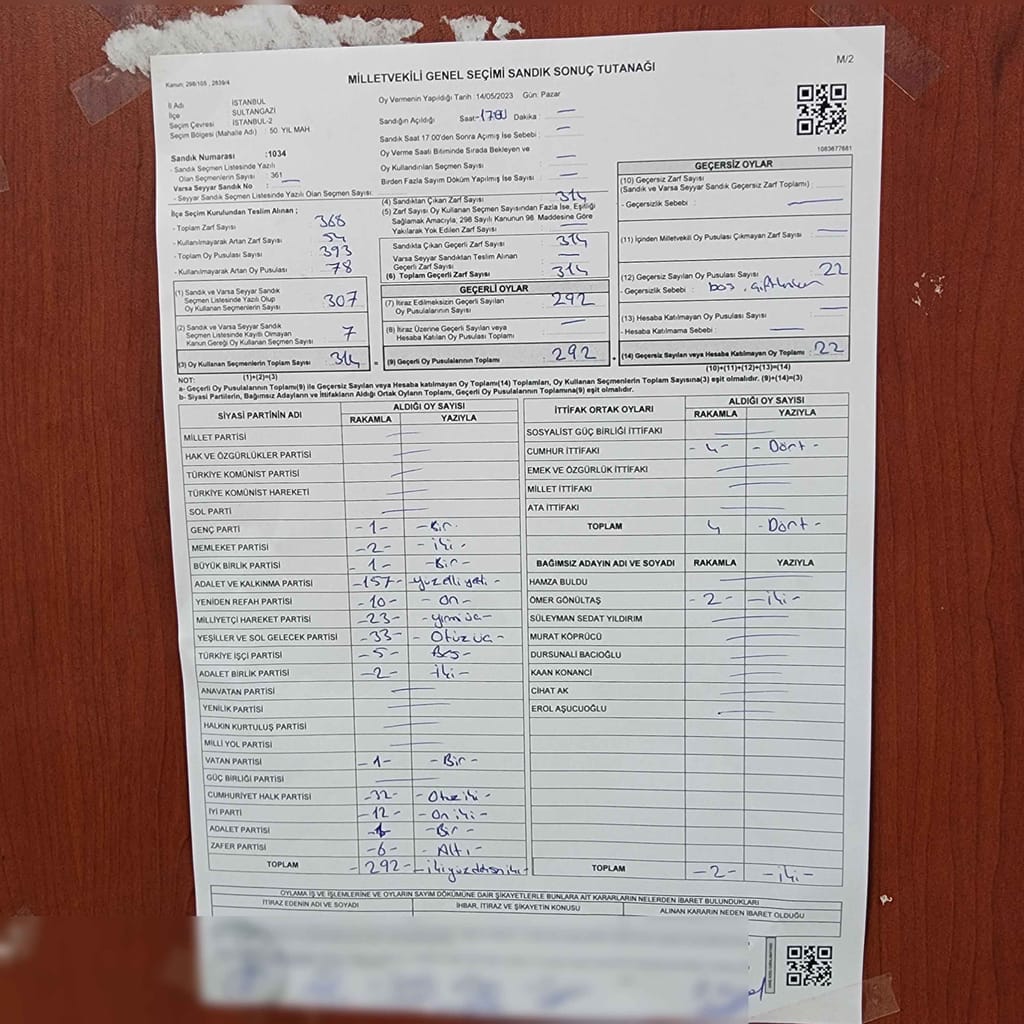 Kanun: 298/105 , 2839/4
MİLLETVEKİLİ GENEL SEÇİMİ SANDIK SONUÇ TUTANAĞI
M/2
İl Adı : İSTANBUL
İlçe : SULTANGAZİ
Seçim Çevresi : İSTANBUL-2
Seçim Bölgesi (Mahalle Adı) : 50. YIL MAH.
Sandık Numarası :1034
- Sandık Seçmen Listesinde Yazılı
Olan Seçmenlerin Sayısı : 361
Varsa Seyyar Sandık No : —
- Seyyar Sandık Seçmen Listesinde Yazılı Olan Seçmen Sayısı:
Oy Vermenin Yapıldığı Tarih :14/05/2023 Gün: Pazar
Sandığın Açıldığı Saat:-1700 Dakika : —
Sandık Saat 17:00'den Sonra Açımış İse Sebebi : —
Oy Verme Saati Bitiminde Sırada Bekleyen ve
Oy Kullandırılan Seçmen Sayısı : —
Birden Fazla Sayım Döküm Yapılmış İse Sayısı : —
1083677681
İlçe Seçim Kurulundan Teslim Alınan ;
- Toplam Zarf Sayısı : 368
- Kullanılmayarak Artan Zarf Sayısı : 54
- Toplam Oy Pusulası Sayısı : 393
- Kullanılmayarak Artan Oy Pusulası : 78
(1) Sandık ve Varsa Seyyar Sandık
Seçmen Listesinde Yazılı Olup
Oy Kullanan Seçmenlerin Sayısı : 307
(2) Sandık ve Varsa Seyyar Sandık
Seçmen Listesinde Kayıtlı Olmayan
Kanun Gereği Oy Kullanan Seçmen Sayısı : 7
(3) Oy Kullanan Seçmenlerin Toplam Sayısı : 314
(1)+(2)=(3)
(4) Sandıktan Çıkan Zarf Sayısı : 314
(5) Zarf Sayısı Oy Kullanan Seçmen Sayısından Fazla İse, Eşitliği
Sağlamak Amacıyla, 298 Sayılı Kanunun 98. Maddesine Göre
Yakılarak Yok Edilen Zarf Sayısı : —
Sandıkta Çıkan Geçerli Zarf Sayısı : 314
Varsa Seyyar Sandıktan Teslim Alınan
Geçerli Zarf Sayısı : —
(6) Toplam Geçerli Zarf Sayısı : 314
GEÇERLİ OYLAR
(7) İtiraz Edilmeksizin Geçerli Sayılan
Oy Pusulalarının Sayısı : 292
(8) İtiraz Üzerine Geçerli Sayılan veya
Hesaba Katılan Oy Pusulası Toplamı : —
(9) Geçerli Oy Pusulalarının Toplamı : 292
GEÇERSİZ OYLAR
(10) Geçersiz Zarf Sayısı
(Sandık ve Varsa Seyyar Sandık Geçersiz Zarf Toplamı) :
- Geçersizlik Sebebi : —
(11) İçinden Milletvekili Oy Pusulası Çıkmayan Zarf Sayısı : —
(12) Geçersiz Sayılan Oy Pusulası Sayısı : 22
- Geçersizlik Sebebi : boş,
(13) Hesaba Katılmayan Oy Pusulası Sayısı : —
- Hesaba Katılmama Sebebi : —
(14) Geçersiz Sayılan veya Hesaba Katılmayan Oy Toplamı : 22
(10)+(11)+(12)+(13)=(14)
NOT:
a- Geçerli Oy Pusulalarının Toplamı(9) ile Geçersiz Sayılan veya Hesaba katılmayan Oy Toplamı(14) Toplamları, Oy Kullanan Seçmenlerin Toplam Sayısına(3) eşit olmalıdır. (9)+(14)=(3)
b- Siyasi Partilerin, Bağımsız Adayların ve İttifakların Aldığı Ortak Oyların Toplamı, Geçerli Oy Pusulalarının Toplamına(9) eşit olmalıdır.
SİYASİ PARTİNİN ADI ALDIĞI OY SAYISI
RAKAMLA YAZIYLA
MİLLET PARTİSİ —
HAK VE ÖZGÜRLÜKLER PARTİSİ —
TÜRKİYE KOMÜNİST PARTİSİ —
TÜRKİYE KOMÜNİST HAREKETİ —
SOL PARTİ —
GENÇ PARTİ -1- -Bir-
MEMLEKET PARTİSİ -2- -iki-
BÜYÜK BİRLİK PARTİSİ -1- -Bir-
ADALET VE KALKINMA PARTİSİ -157- -yüzelliyedi-
YENİDEN REFAH PARTİSİ -10- -on-
MİLLİYETÇİ HAREKET PARTİSİ -23- -yirmiüç-
YEŞİLLER VE SOL GELECEK PARTİSİ -33- -Otuzüç-
TÜRKİYE İŞÇİ PARTİSİ -5- Beş-
ADALET BİRLİK PARTİSİ -2- iki-
ANAVATAN PARTİSİ —
YENİLİK PARTİSİ —
HALKIN KURTULUŞ PARTİSİ —
MİLLİ YOL PARTİSİ —
VATAN PARTİSİ -1- -Bir-
GÜÇ BİRLİĞİ PARTİSİ —
CUMHURİYET HALK PARTİSİ -32- -Otuziki-
İYİ PARTİ -12- -On iki-
ADALET PARTİSİ -1- -Bir-
ZAFER PARTİSİ -6- -Altı-
TOPLAM -292- -ikiyüzdoksaniki-
İTTİFAK ORTAK OYLARI ALDIĞI OY SAYISI
RAKAMLA YAZIYLA
SOSYALİST GÜÇ BİRLİĞİ İTTİFAKI —
CUMHUR İTTİFAKI -4- -Dört-
EMEK VE ÖZGÜRLÜK İTTİFAKI —
MİLLET İTTİFAKI —
ATA İTTİFAKI —
TOPLAM 4 -Dört-
BAĞIMSIZ ADAYIN ADI VE SOYADI RAKAMLA YAZIYLA
HAMZA BULDU —
ÖMER GÖNÜLTAŞ -2- -iki-
SÜLEYMAN SEDAT YILDIRIM —
MURAT KÖPRÜCÜ —
DURSUNALİ BACIOĞLU —
KAAN KONANCİ —
CİHAT AK —
EROL AŞUCUOĞLU —
TOPLAM -2- -iki-
OYLAMA İŞ VE İŞLEMLERİNE VE OYLARIN SAYIM DÖKÜMÜNE DAİR ŞİKAYETLERLE BUNLARA AİT KARARLARIN NELERDEN İBARET BULUNDUKLARI
İTİRAZ EDENİN ADI VE SOYADI İHBAR, İTİRAZ VE ŞİKAYETİN KONUSU ALINAN KARARIN NEDEN İBARET OLDUĞU